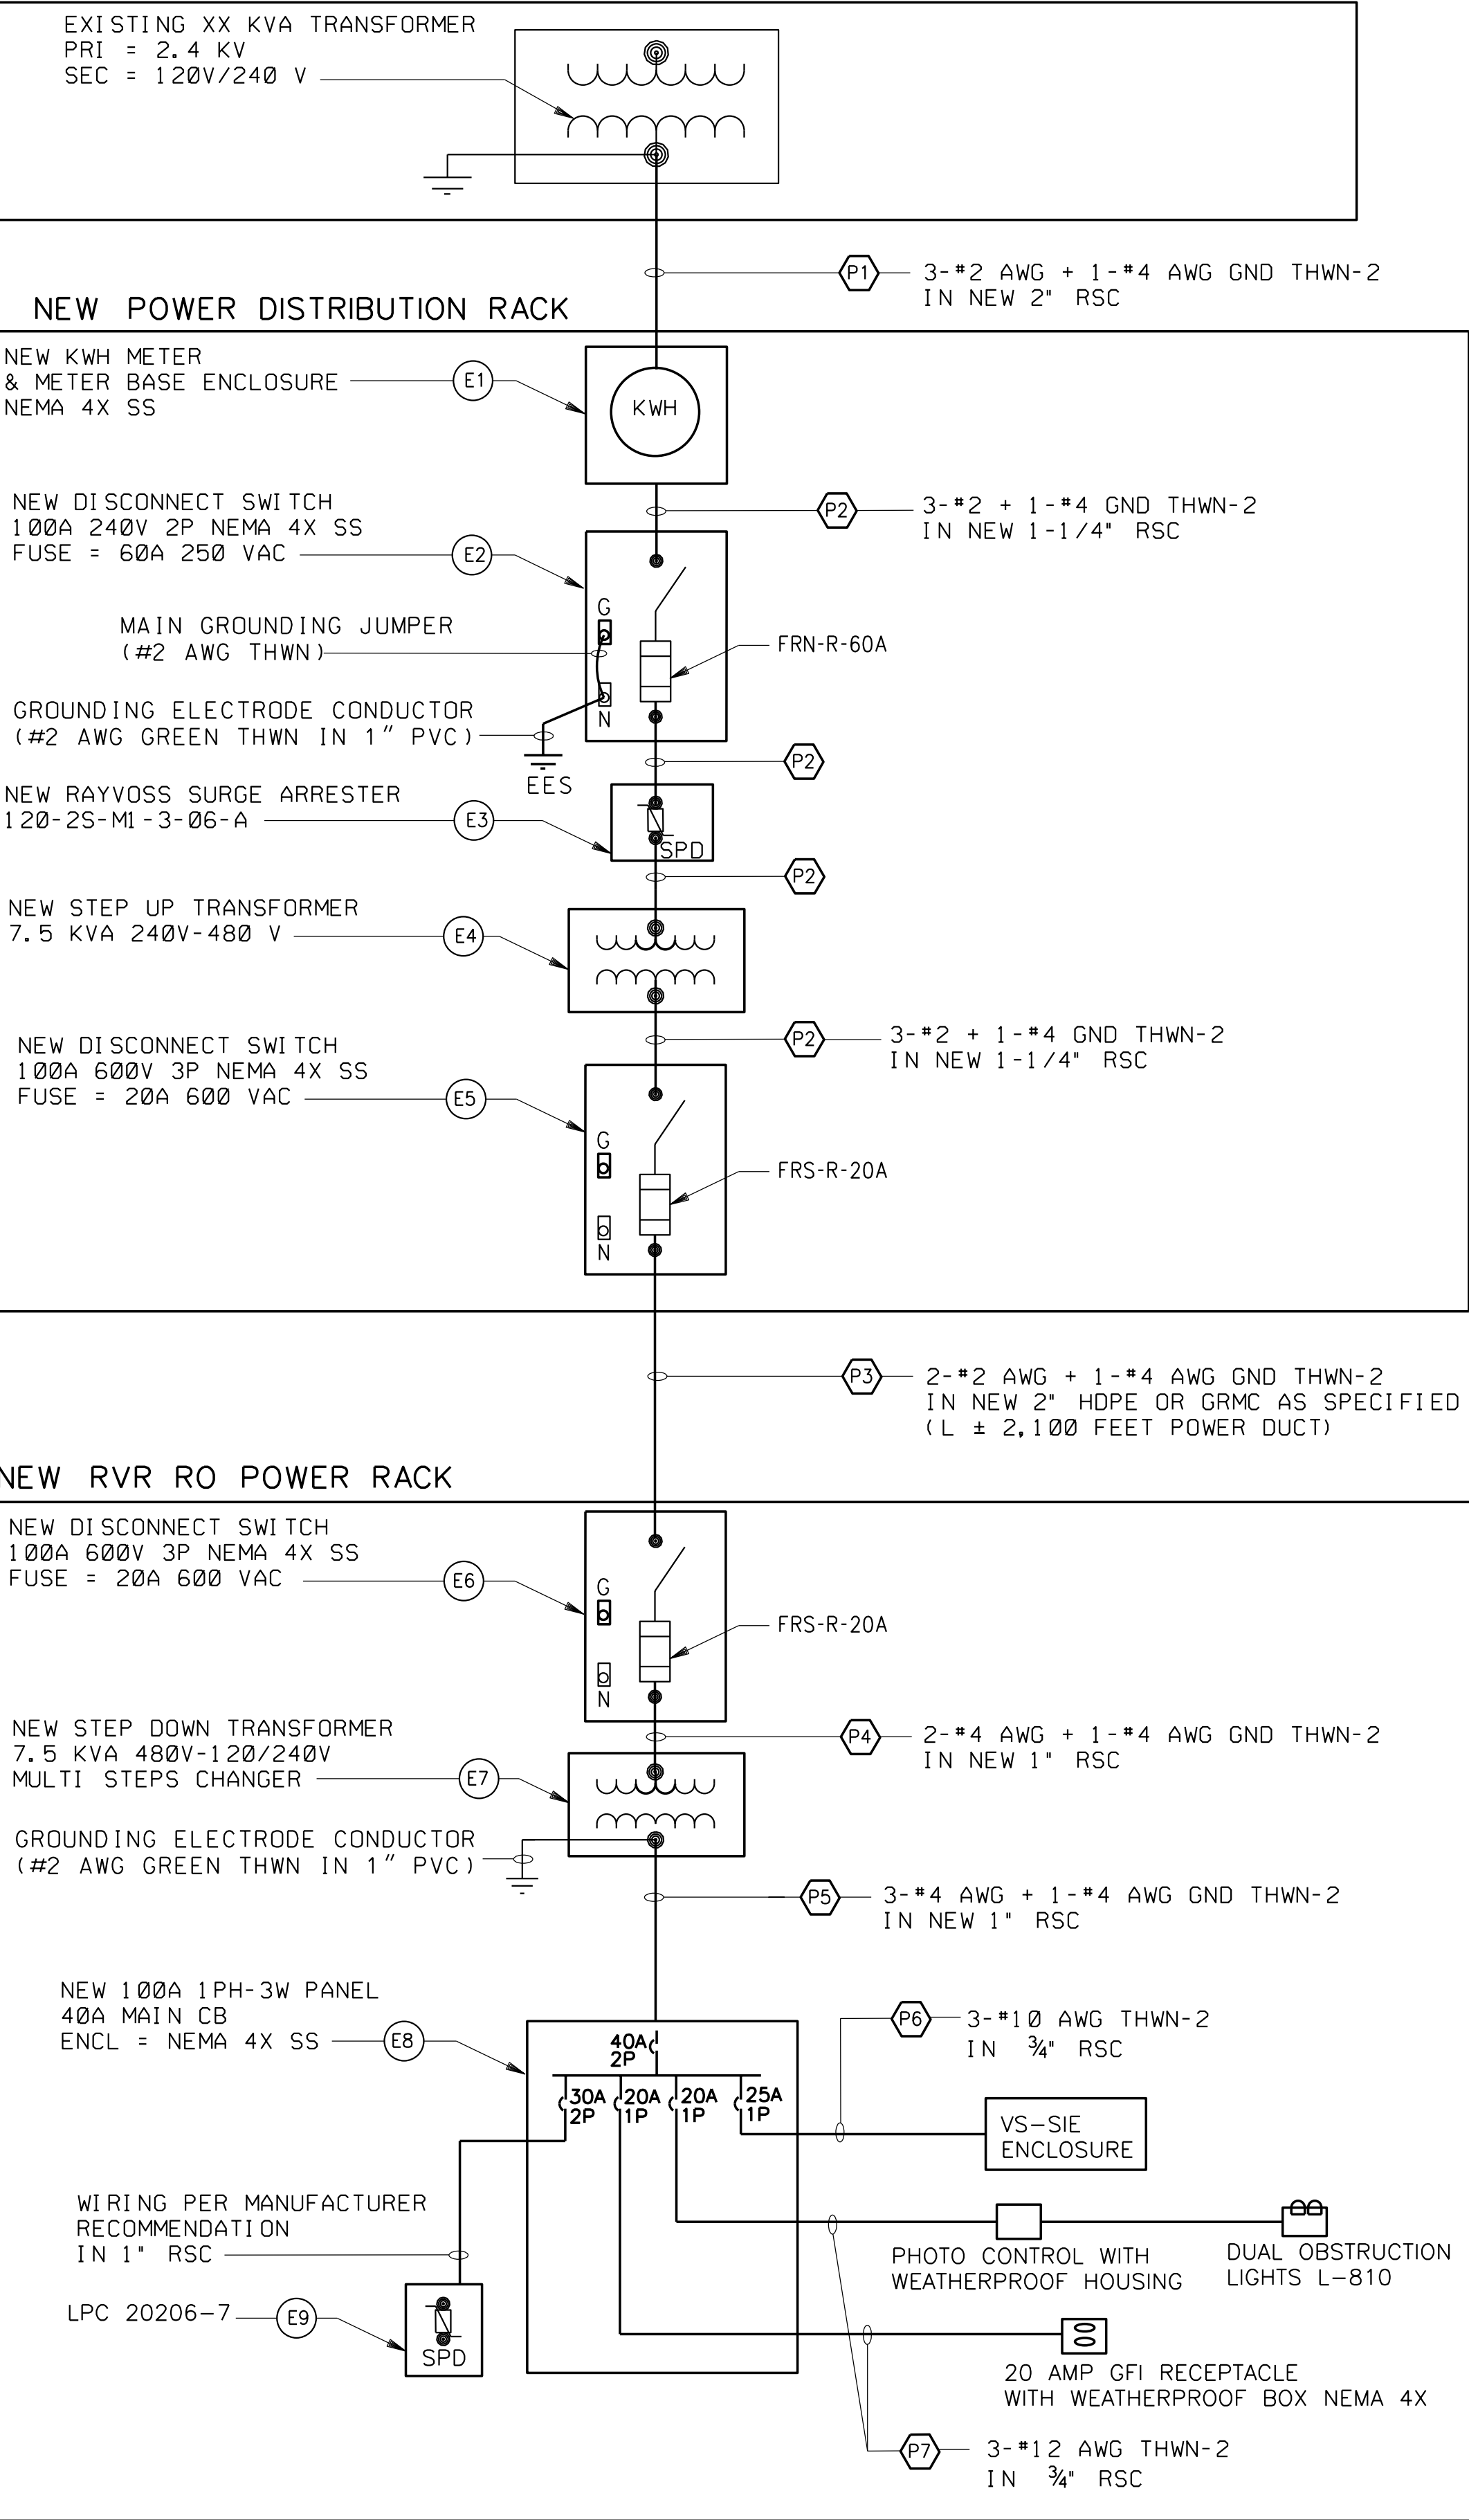 EXISTING XX KVA TRANSFORMER
PRI = 2.4 KV
SEC = 120V/240 V
P1
3-#2 AWG + 1-#4 AWG GND THWN-2
IN NEW 2" RSC
NEW POWER DISTRIBUTION RACK
NEW KWH METER
& METER BASE ENCLOSURE
NEMA 4X SS
E1
KWH
NEW DISCONNECT SWITCH
100A 240V 2P NEMA 4X SS
FUSE = 60A 250 VAC
E2
P2
3-#2 + 1-#4 GND THWN-2
IN NEW 1-1/4" RSC
G
MAIN GROUNDING JUMPER
(#2 AWG THWN)
FRN-R-60A
GROUNDING ELECTRODE CONDUCTOR
(#2 AWG GREEN THWN IN 1" PVC)
N
EES
P2
NEW RAYVOSS SURGE ARRESTER
120-2S-M1-3-06-A
E3
SPD
P2
NEW STEP UP TRANSFORMER
7.5 KVA 240V-480 V
E4
P2
3-#2 + 1-#4 GND THWN-2
IN NEW 1-1/4" RSC
NEW DISCONNECT SWITCH
100A 600V 3P NEMA 4X SS
FUSE = 20A 600 VAC
E5
G
FRS-R-20A
N
P3
2-#2 AWG + 1-#4 AWG GND THWN-2
IN NEW 2" HDPE OR GRMC AS SPECIFIED
(L ± 2,100 FEET POWER DUCT)
NEW RVR RO POWER RACK
NEW DISCONNECT SWITCH
100A 600V 3P NEMA 4X SS
FUSE = 20A 600 VAC
E6
G
FRS-R-20A
N
NEW STEP DOWN TRANSFORMER
7.5 KVA 480V-120/240V
MULTI STEPS CHANGER
E7
P4
2-#4 AWG + 1-#4 AWG GND THWN-2
IN NEW 1" RSC
GROUNDING ELECTRODE CONDUCTOR
(#2 AWG GREEN THWN IN 1" PVC)
P5
3-#4 AWG + 1-#4 AWG GND THWN-2
IN NEW 1" RSC
NEW 100A 1PH-3W PANEL
40A MAIN CB
ENCL = NEMA 4X SS
E8
40A
2P
30A
2P
20A
1P
20A
1P
25A
1P
P6
3-#10 AWG THWN-2
IN ¾" RSC
VS-SIE
ENCLOSURE
WIRING PER MANUFACTURER
RECOMMENDATION
IN 1" RSC
PHOTO CONTROL WITH
WEATHERPROOF HOUSING
DUAL OBSTRUCTION
LIGHTS L-810
LPC 20206-7
E9
SPD
20 AMP GFI RECEPTACLE
WITH WEATHERPROOF BOX NEMA 4X
P7
3-#12 AWG THWN-2
IN ¾" RSC